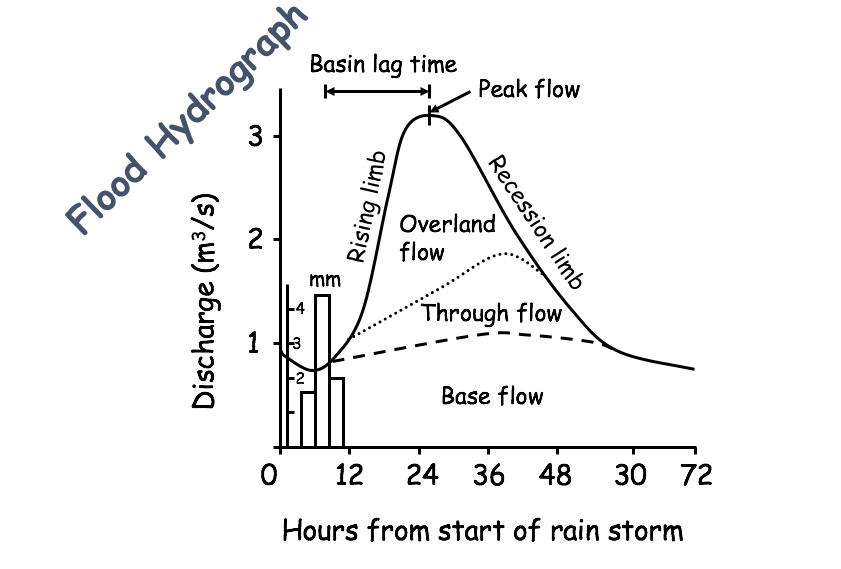 Flood Hydrograph
Basin lag time
Peak flow
3
Rising limb
Recession limb
Overland
flow
2
Discharge (m³/s)
mm
4
Through flow
1
3
2
Base flow
0 12 24 36 48 30 72
Hours from start of rain storm